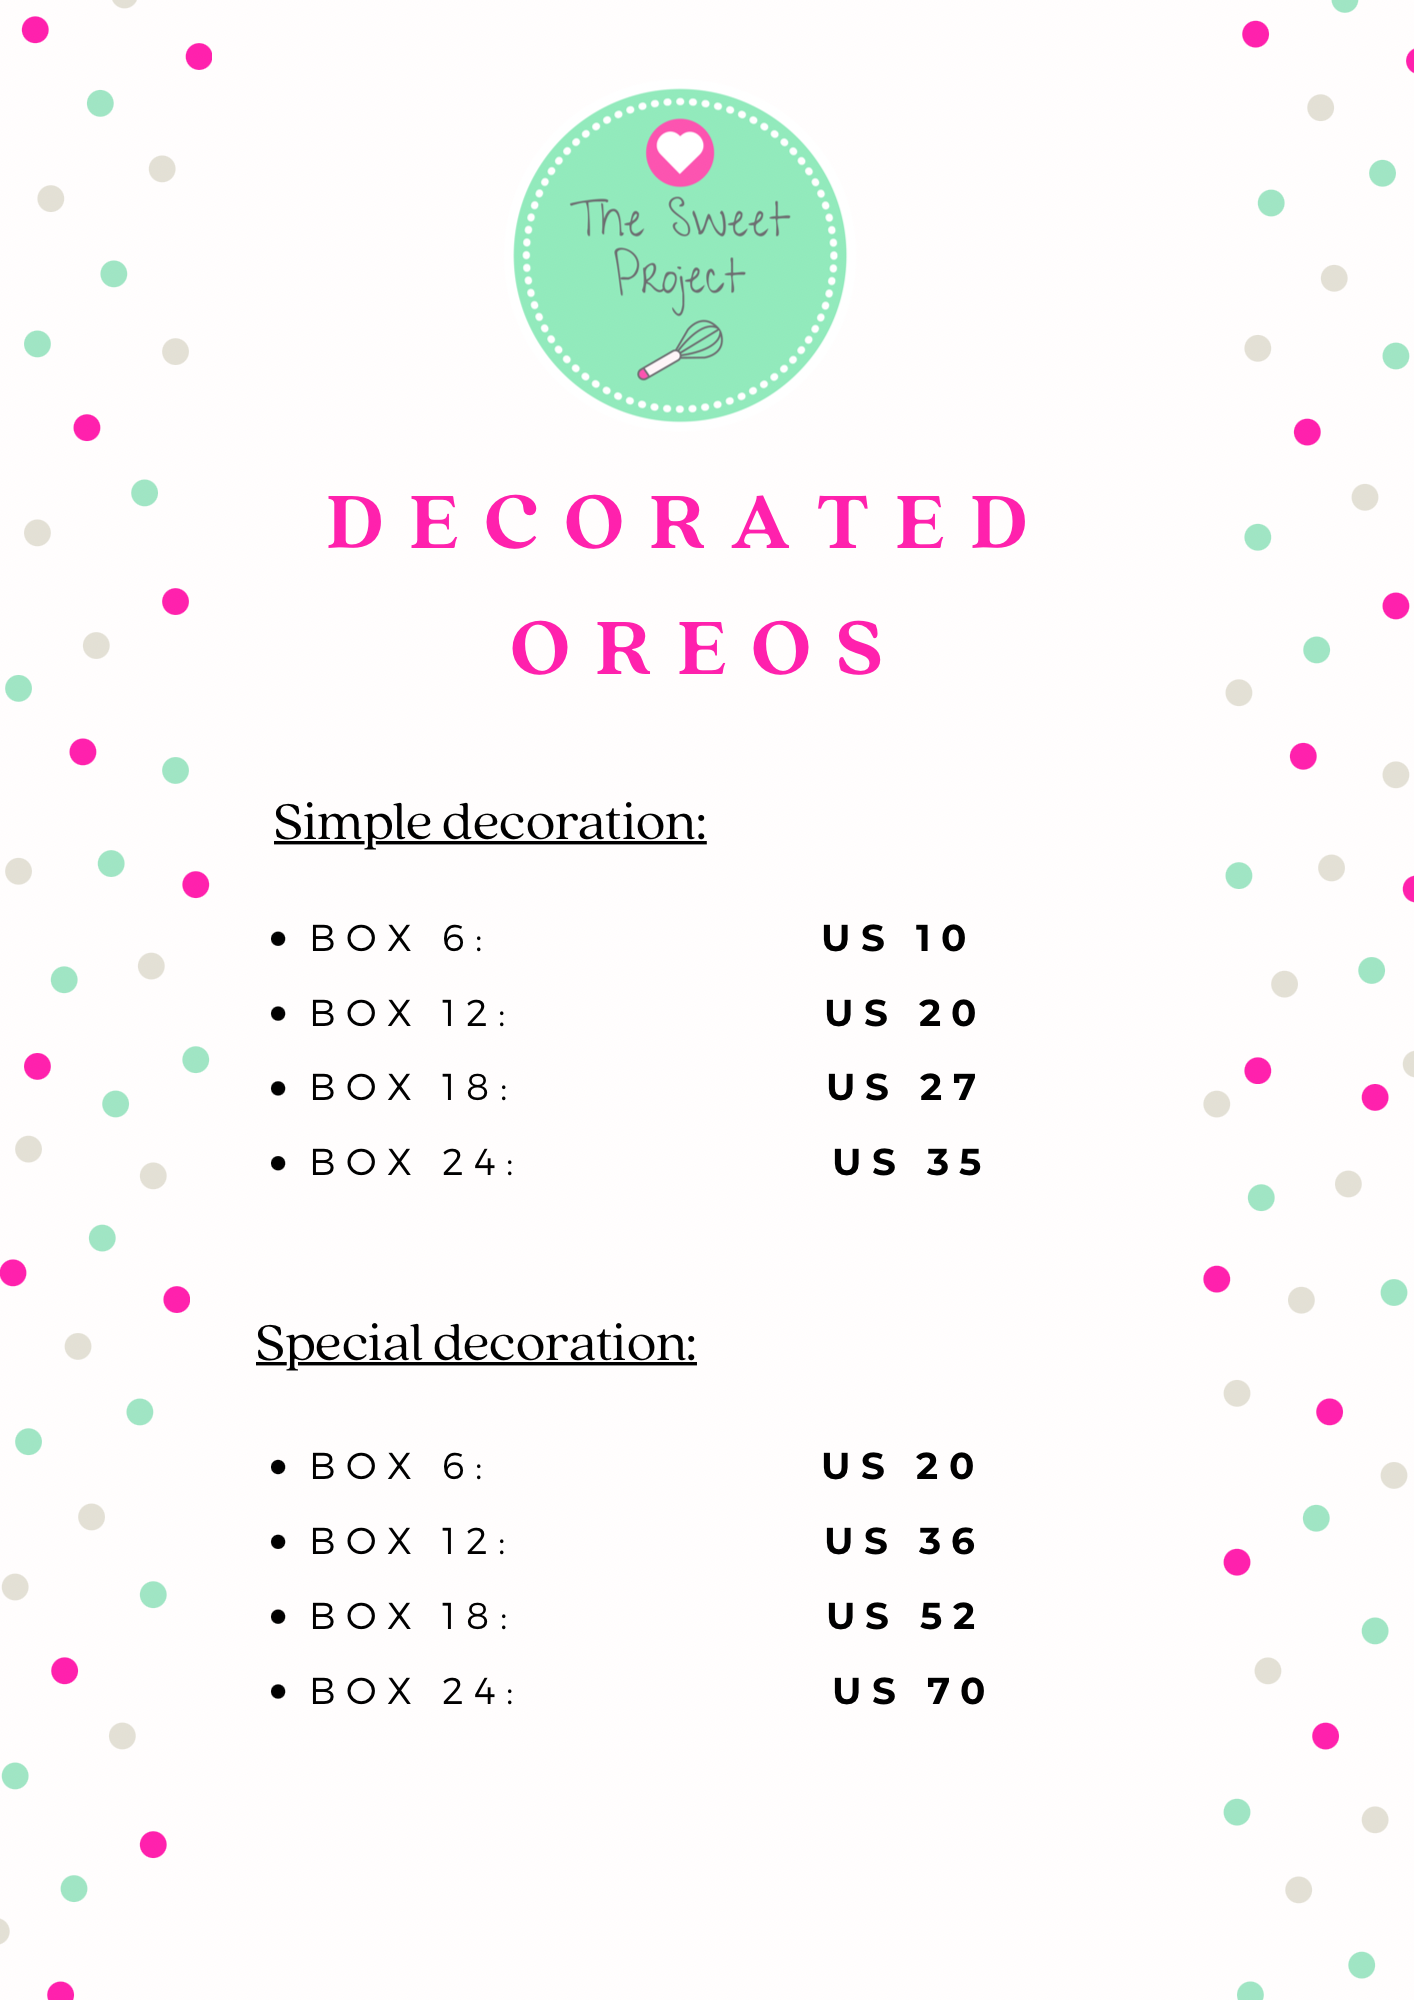 The Sweet
Project
DECORATED
OREOS
Simple decoration:
• BOX 6: US 10
• BOX 12: US 20
• BOX 18: US 27
• BOX 24: US 35
Special decoration:
• BOX 6: US 20
• BOX 12: US 36
• BOX 18: US 52
• BOX 24: US 70